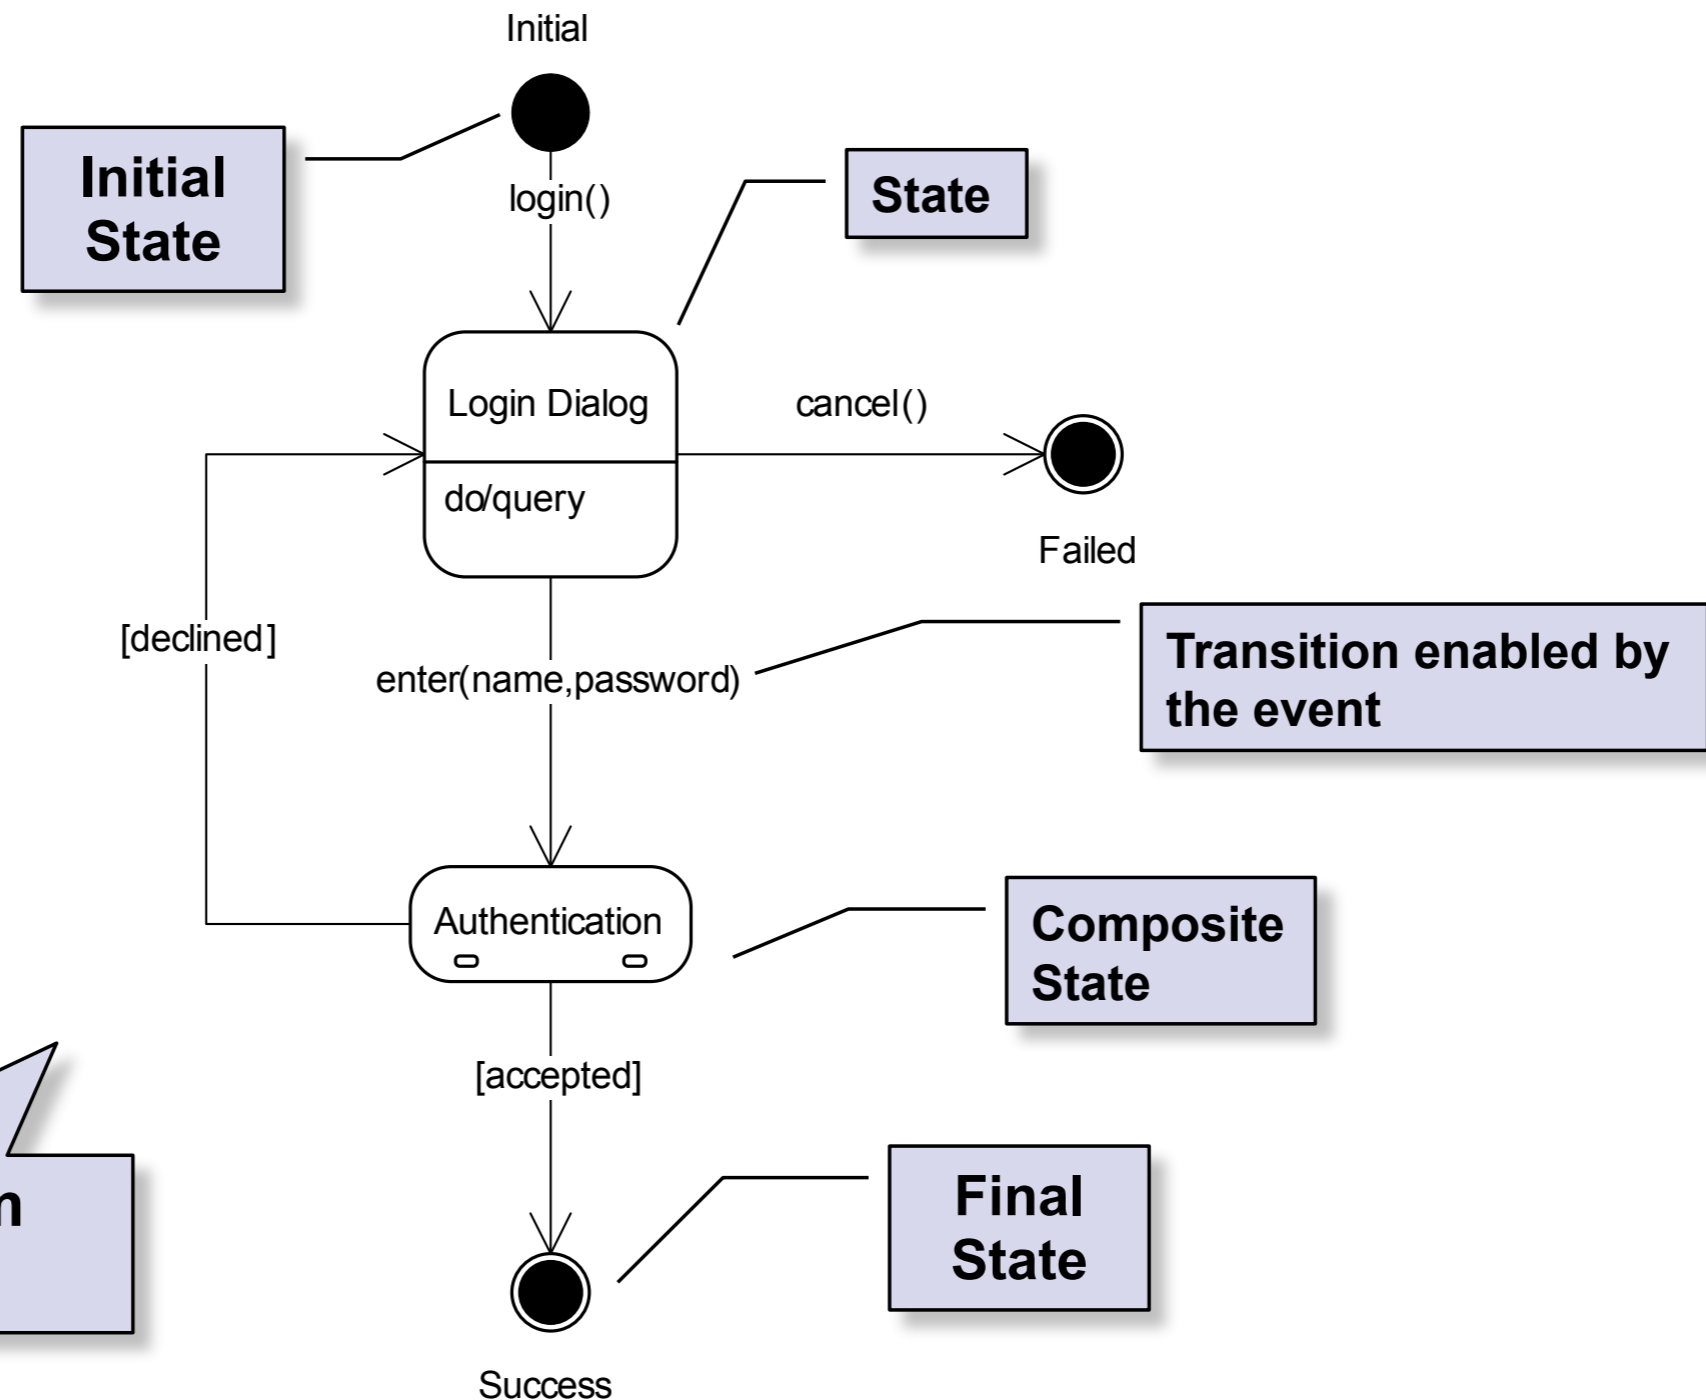 Initial
Initial
State
login()
State
Login Dialog
cancel()
do/query
Failed
[declined]
enter(name,password)
Transition enabled by
the event
Authentication
Composite
State
[accepted]
Final
State
Success